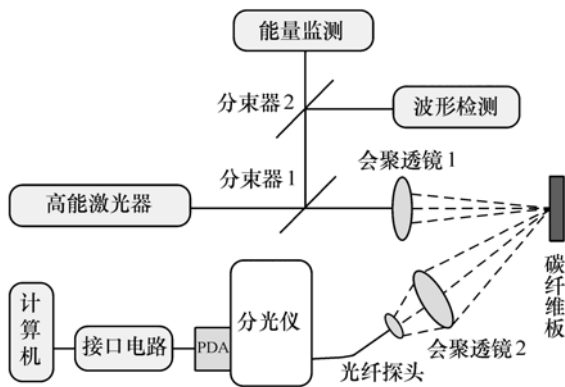 能量监测
分束器2
波形检测
会聚透镜1
分束器1
高能激光器
碳纤维板
计算机
接口电路
PDA
分光仪
会聚透镜2
光纤探头